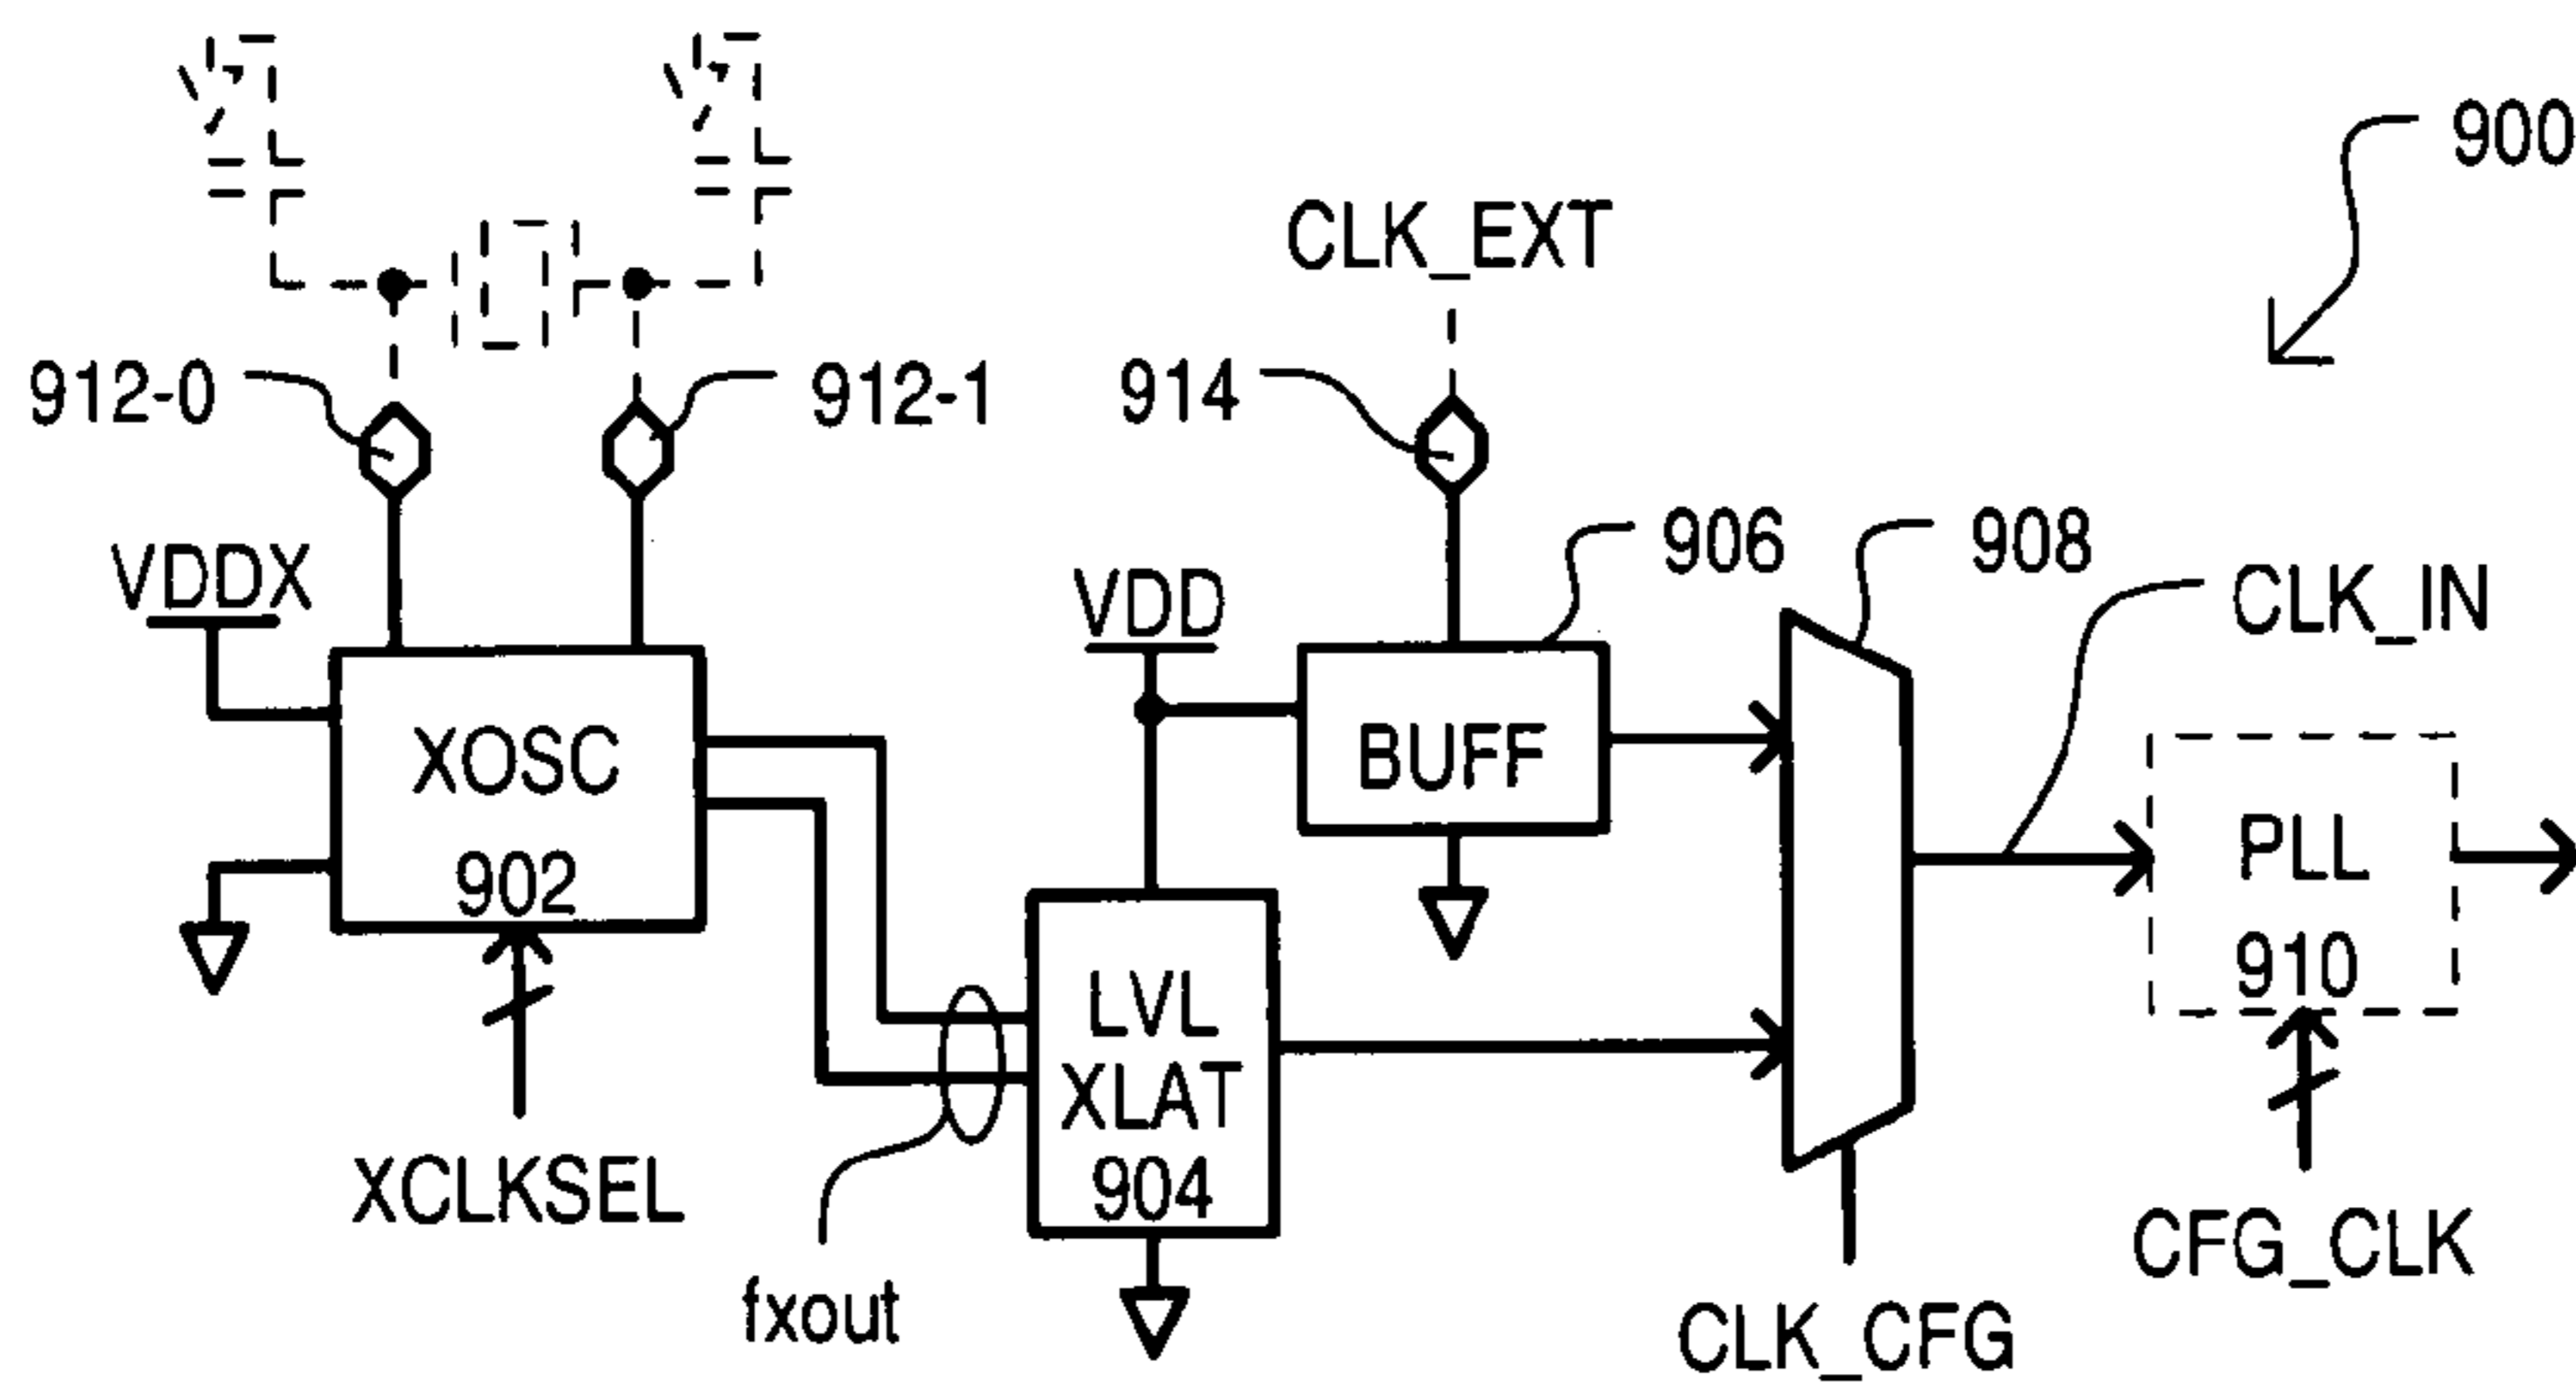 900
CLK_EXT
912-0
912-1
914
906
908
VDDX
VDD
CLK_IN
XOSC
902
BUFF
PLL
910
LVL
XLAT
904
XCLKSEL
fxout
CFG_CLK
CLK_CFG